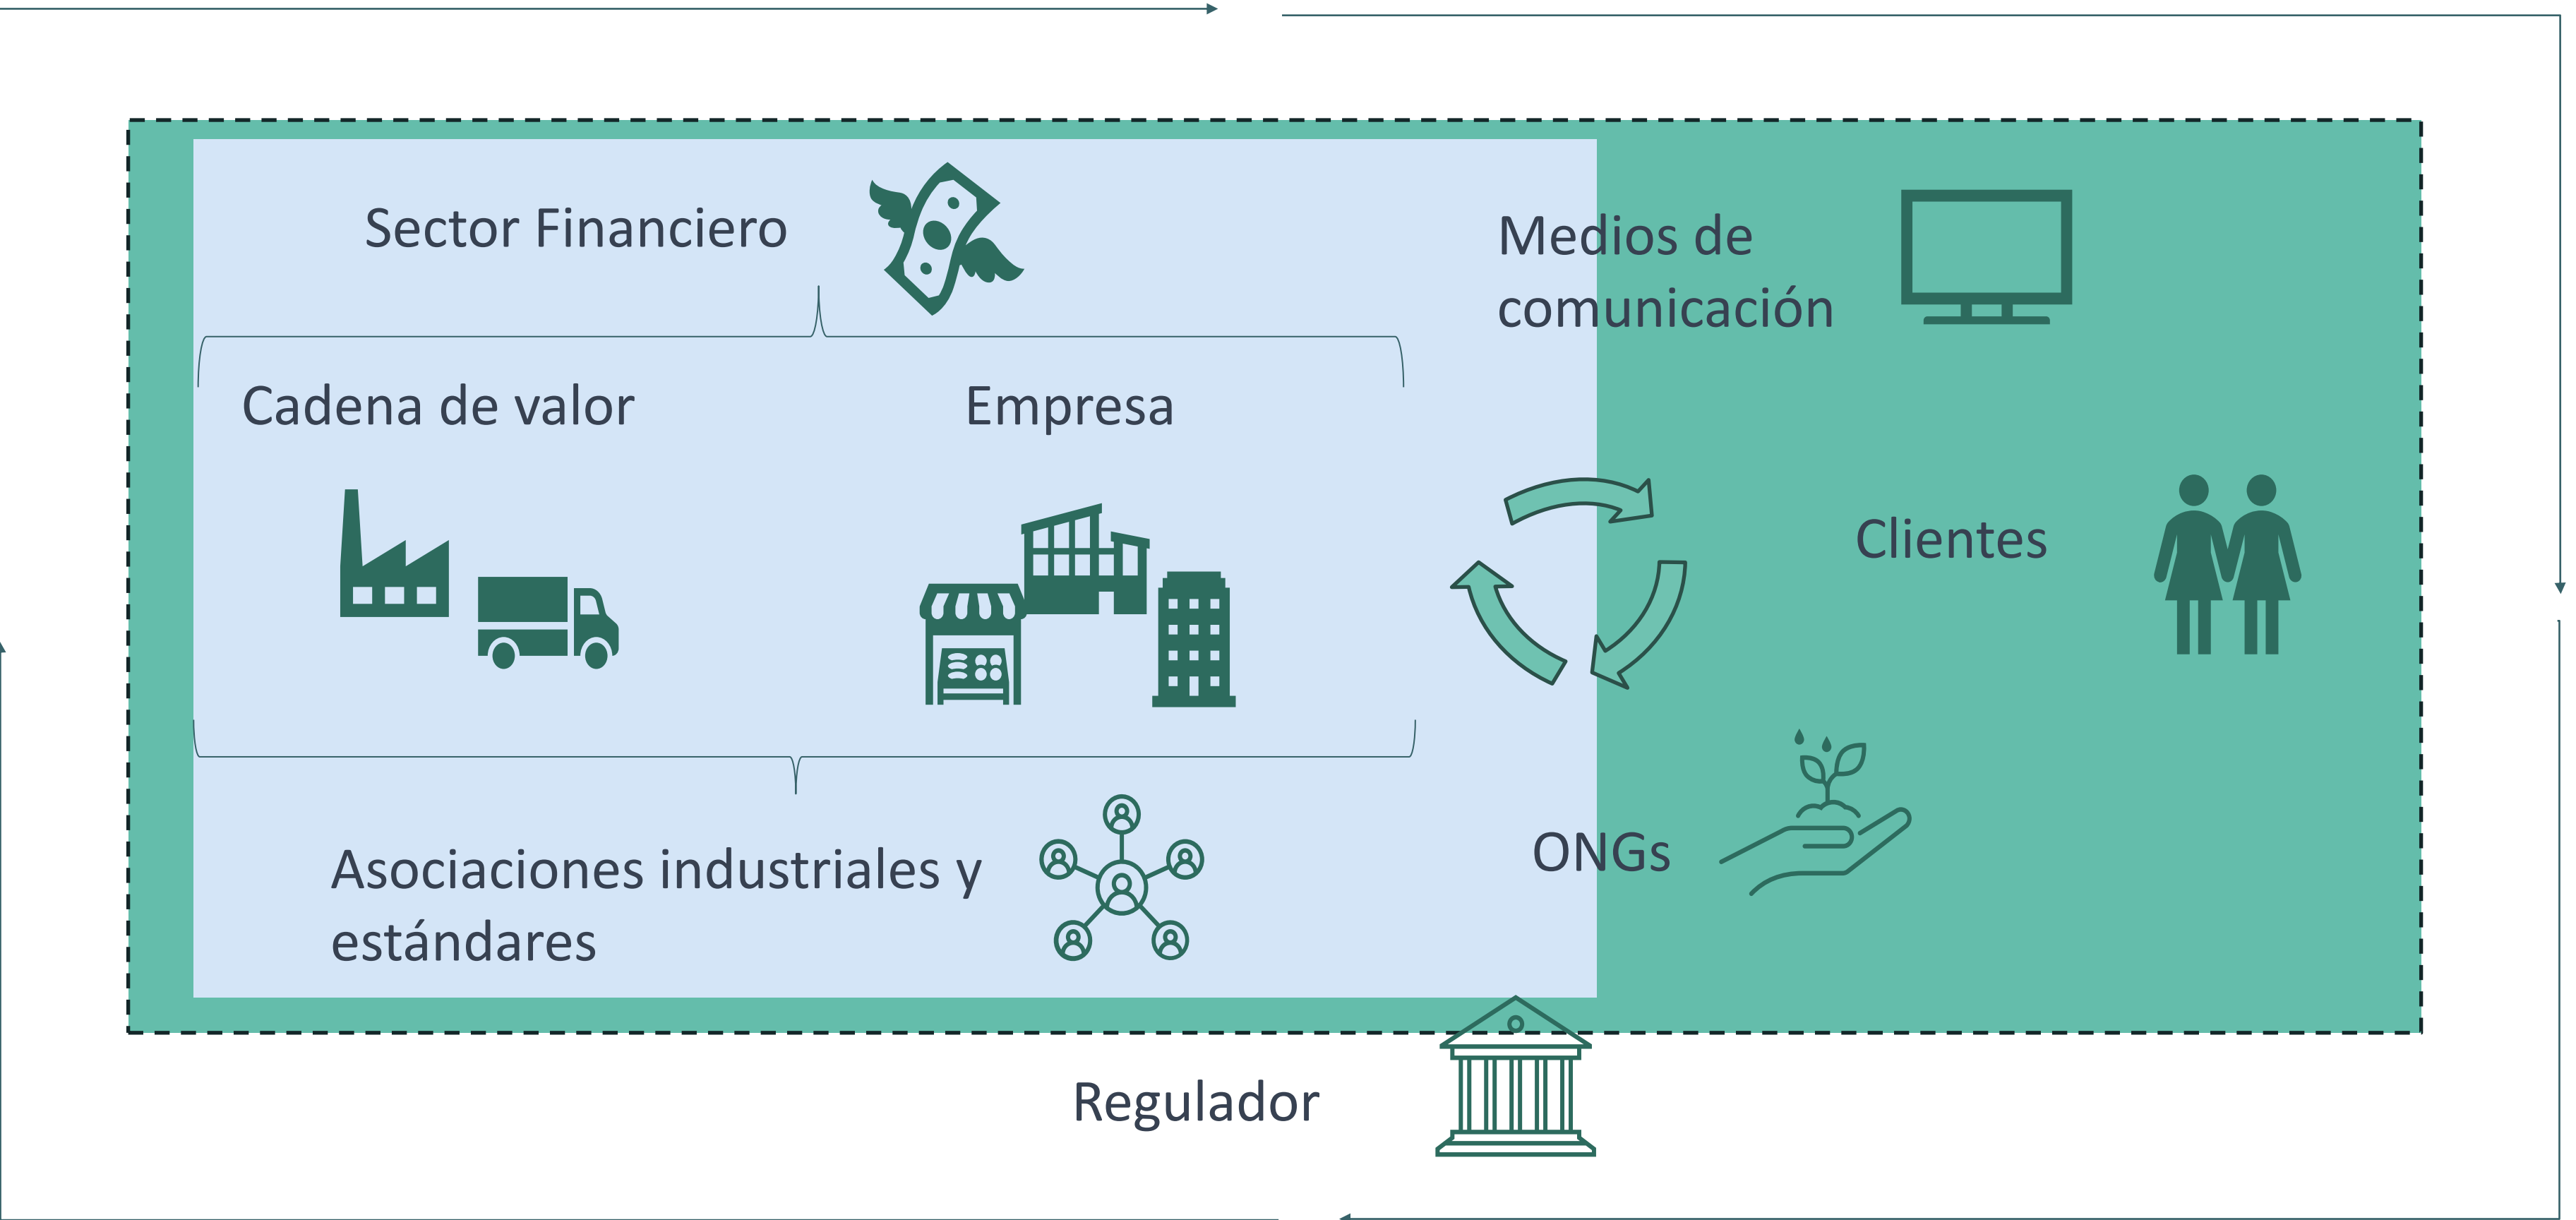 Sector Financiero
Medios de
comunicación
Cadena de valor
Empresa
Clientes
Asociaciones industriales y
estándares
ONGs
Regulador